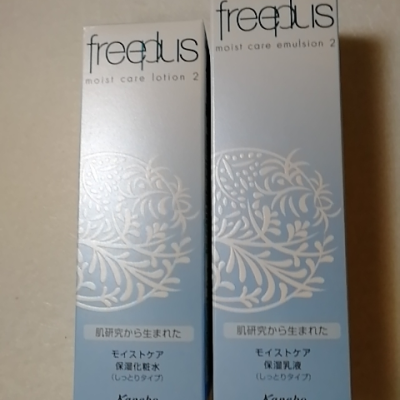 freeplus
moist care lotion 2
肌研究から生まれた
モイストケア
保湿化粧水
(しっとりタイプ)
Kanebo
freeplus
moist care emulsion 2
肌研究から生まれた
モイストケア
保湿乳液
(しっとりタイプ)
Kanebo